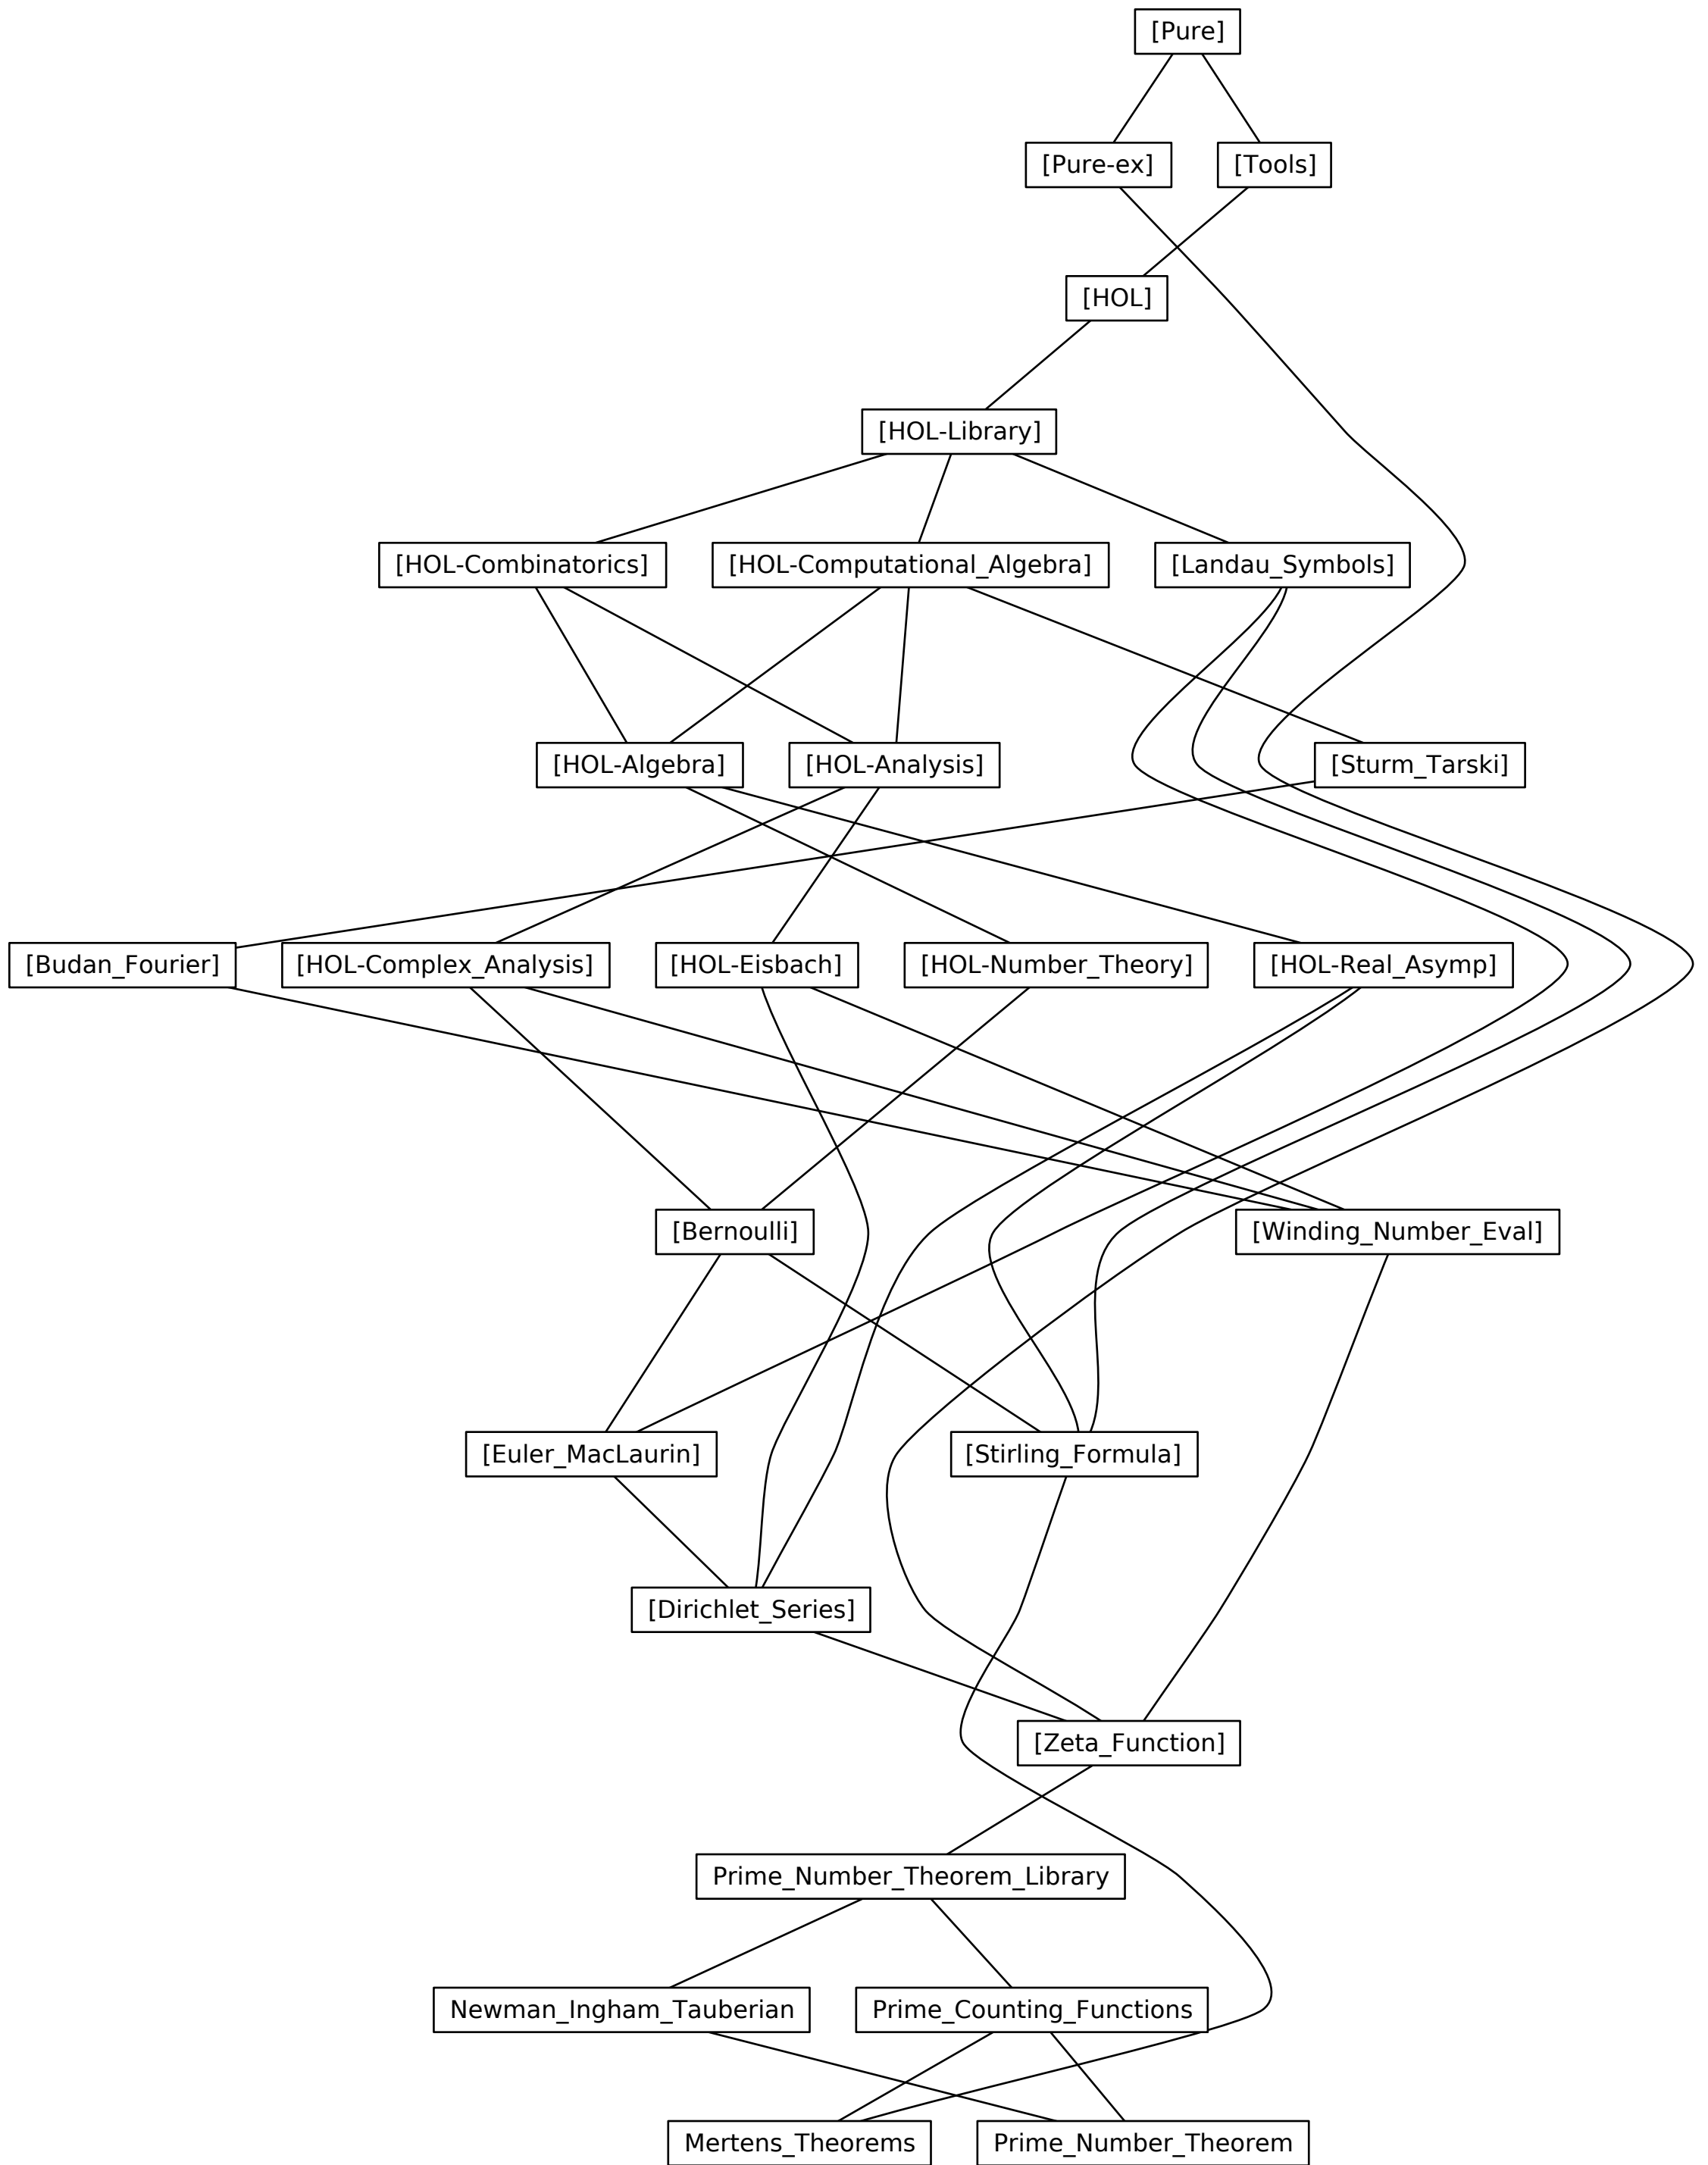 [Pure]
[Pure-ex]
[Tools]
[HOL]
[HOL-Library]
[HOL-Combinatorics]
[HOL-Computational_Algebra]
[Landau_Symbols]
[HOL-Algebra]
[HOL-Analysis]
[Sturm_Tarski]
[Budan_Fourier]
[HOL-Complex_Analysis]
[HOL-Eisbach]
[HOL-Number_Theory]
[HOL-Real_Asymp]
[Bernoulli]
[Winding_Number_Eval]
[Euler_MacLaurin]
[Stirling_Formula]
[Dirichlet_Series]
[Zeta_Function]
Prime_Number_Theorem_Library
Newman_Ingham_Tauberian
Prime_Counting_Functions
Mertens_Theorems
Prime_Number_Theorem